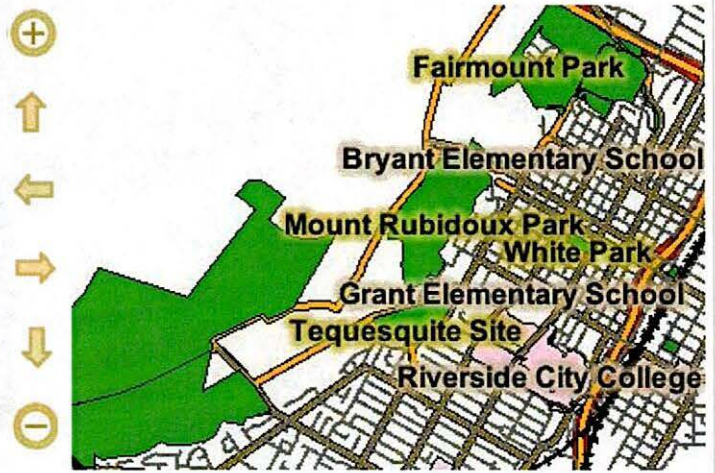 Fairmount Park
Bryant Elementary School
Mount Rubidoux Park
White Park
Grant Elementary School
Tequesquite Site
Riverside City College